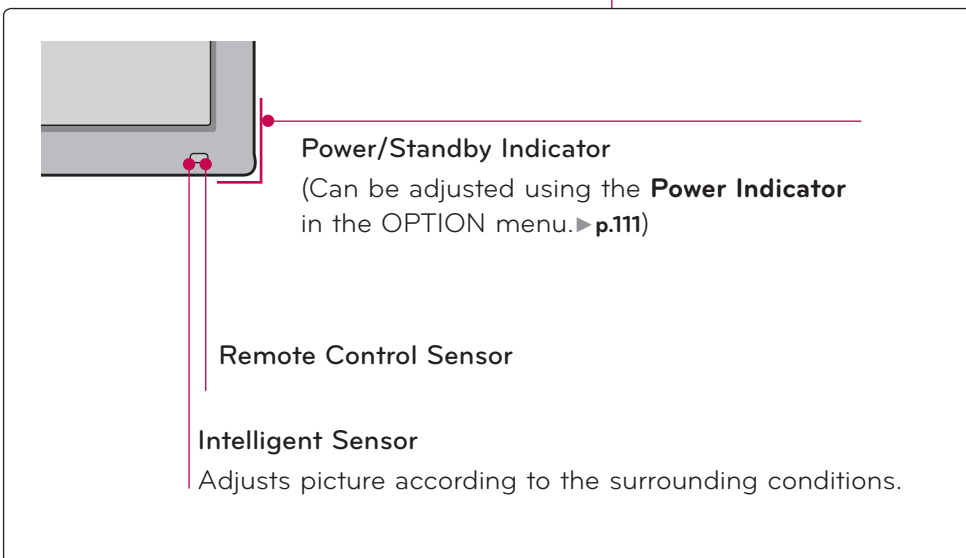 Power/Standby Indicator
(Can be adjusted using the Power Indicator
in the OPTION menu.►p.111)
Remote Control Sensor
Intelligent Sensor
Adjusts picture according to the surrounding conditions.